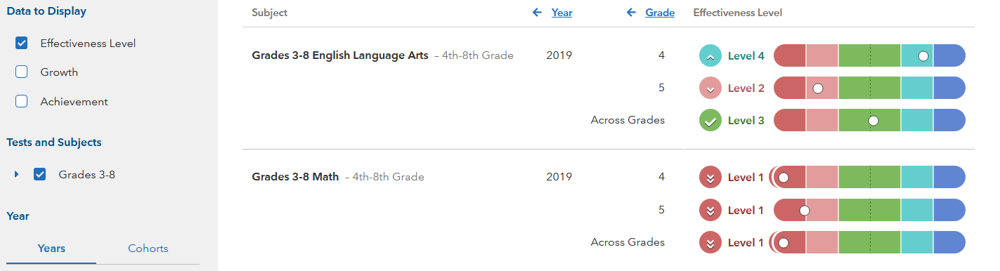 Data to Display
Effectiveness Level
Growth
Achievement
Tests and Subjects
Grades 3-8
Year
Years Cohorts
Subject Year Grade Effectiveness Level
Grades 3-8 English Language Arts – 4th-8th Grade 2019 4 Level 4
5 Level 2
Across Grades Level 3
Grades 3-8 Math – 4th-8th Grade 2019 4 Level 1
5 Level 1
Across Grades Level 1